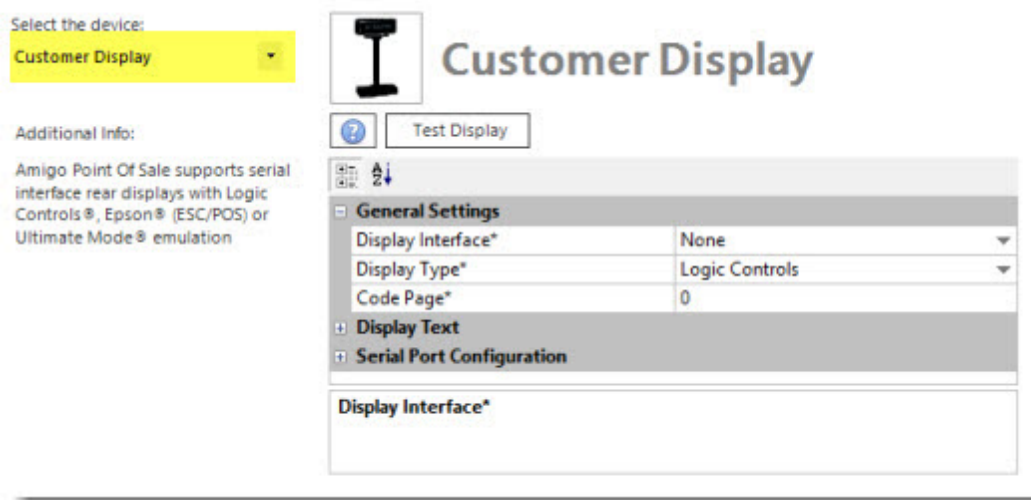 Select the device:
Customer Display
Additional Info:
Amigo Point Of Sale supports serial
interface rear displays with Logic
Controls®, Epson® (ESC/POS) or
Ultimate Mode® emulation
Customer Display
?
Test Display
A
Z
General Settings
Display Interface* None
Display Type* Logic Controls
Code Page* 0
Display Text
Serial Port Configuration
Display Interface*